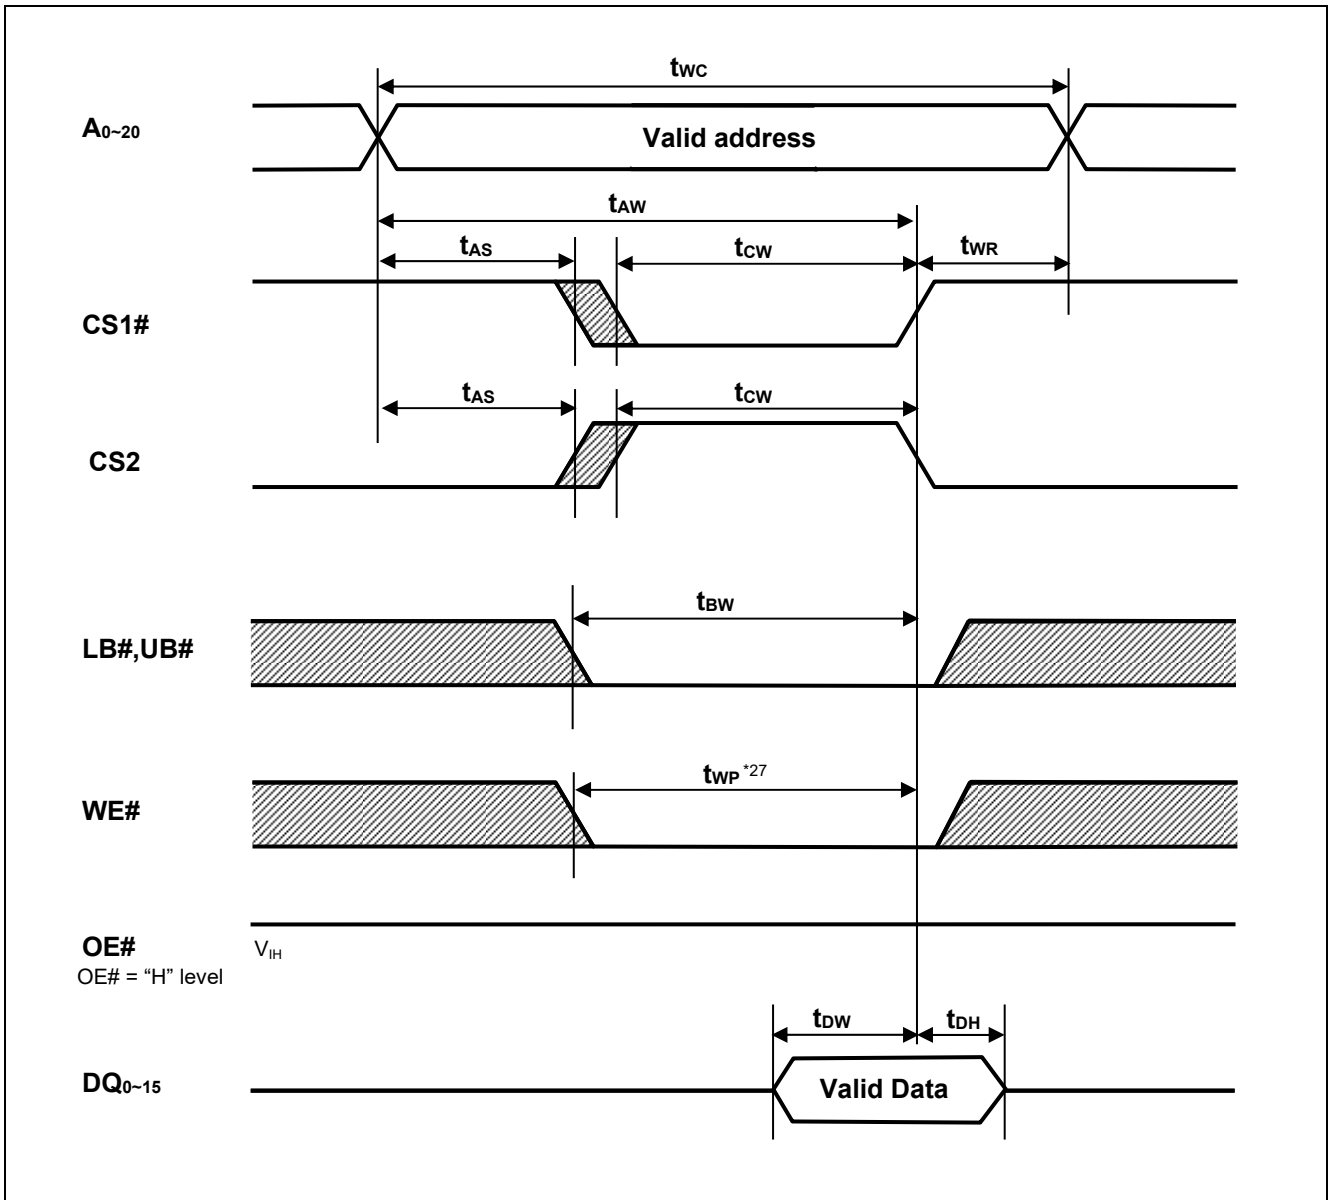 tWC
A0~20
Valid address
tAW
tAS
tCW
tWR
CS1#
tAS
tCW
CS2
tBW
LB#,UB#
tWP *27
WE#
OE#
VIH
OE# = “H” level
tDW
tDH
DQ0~15
Valid Data